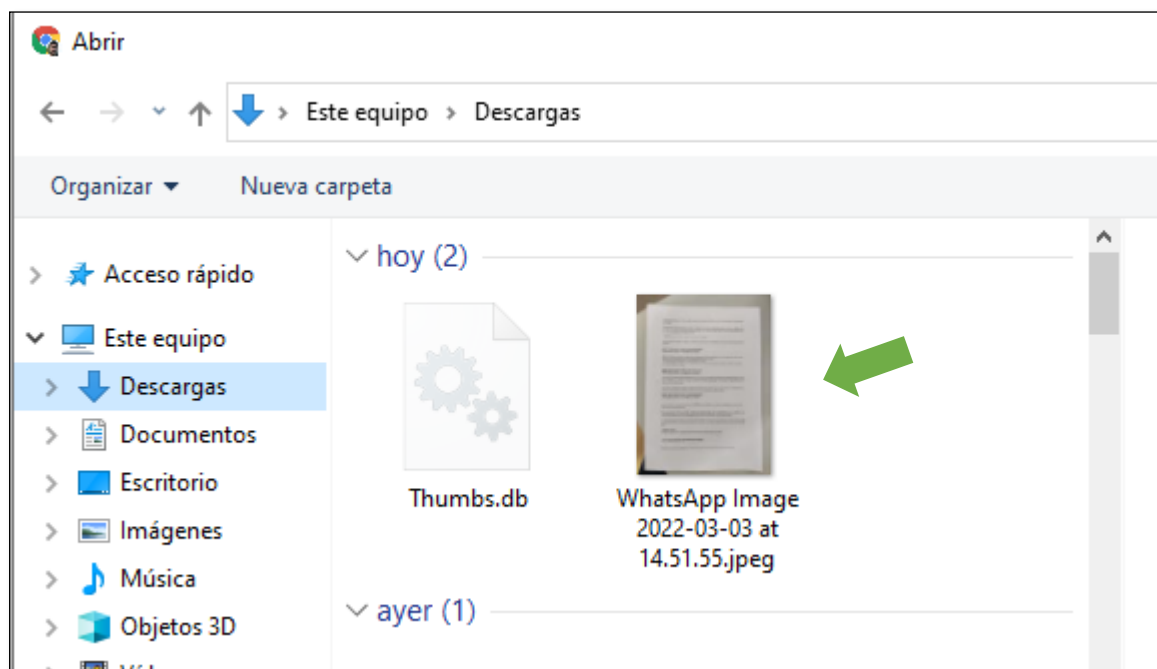 Abrir
Este equipo > Descargas
Organizar
Nueva carpeta
Acceso rápido
Este equipo
Descargas
Documentos
Escritorio
Imágenes
Música
Objetos 3D
hoy (2)
Thumbs.db
WhatsApp Image
2022-03-03 at
14.51.55.jpeg
ayer (1)